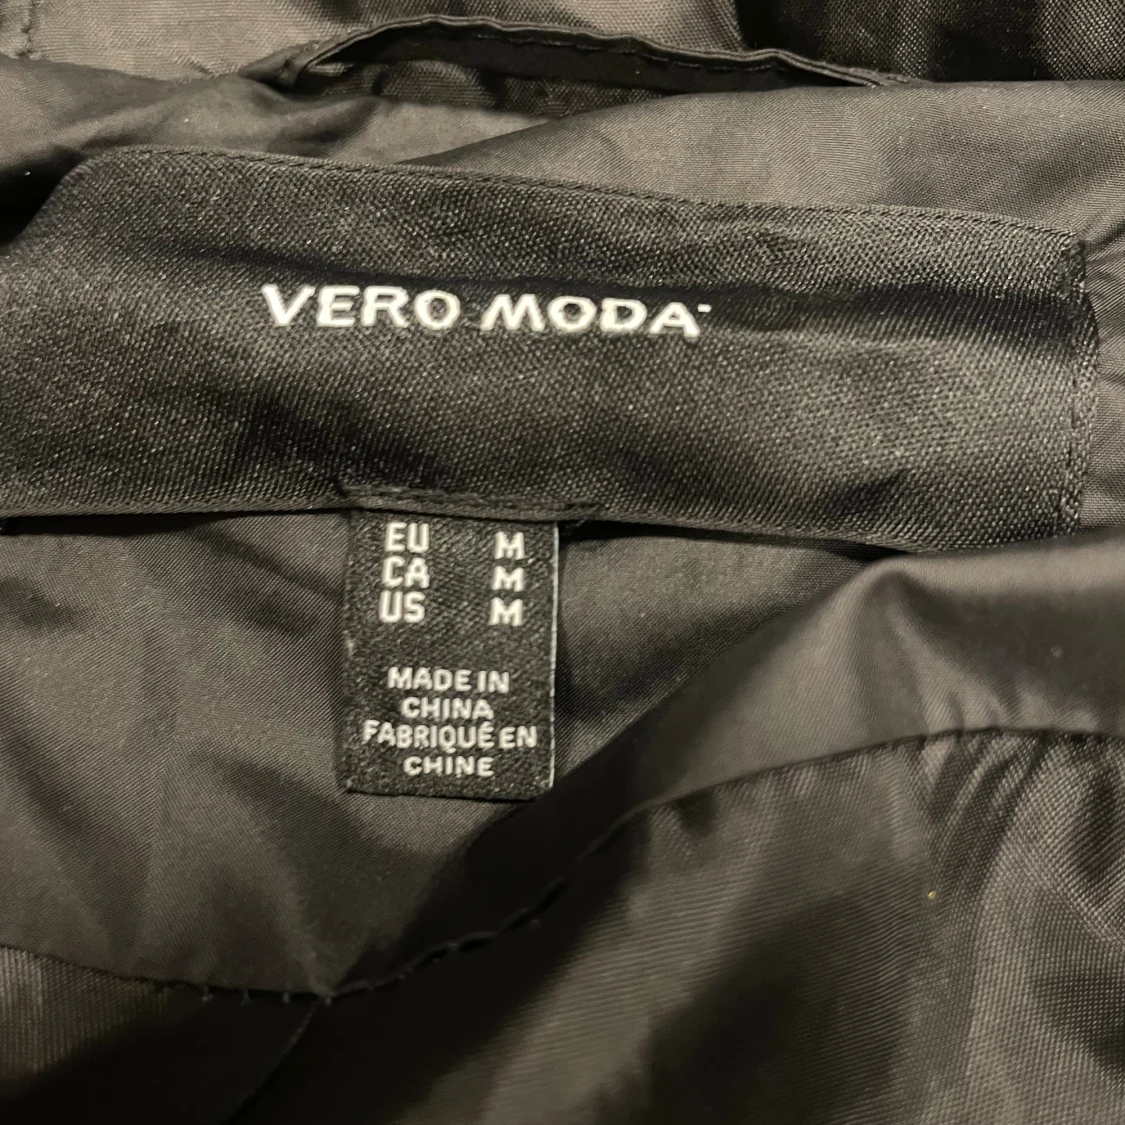 VERO MODA
EU M
CA M
US M
MADE IN
CHINA
FABRIQUÉ EN
CHINE